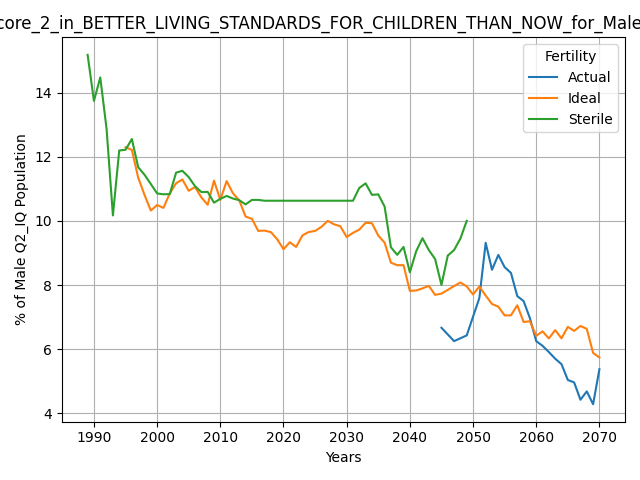 core_2_in_BETTER_LIVING_STANDARDS_FOR_CHILDREN_THAN_NOW_for_Male
Fertility
Actual
Ideal
Sterile
% of Male Q2_IQ Population
14
12
10
8
6
4
1990 2000 2010 2020 2030 2040 2050 2060 2070
Years